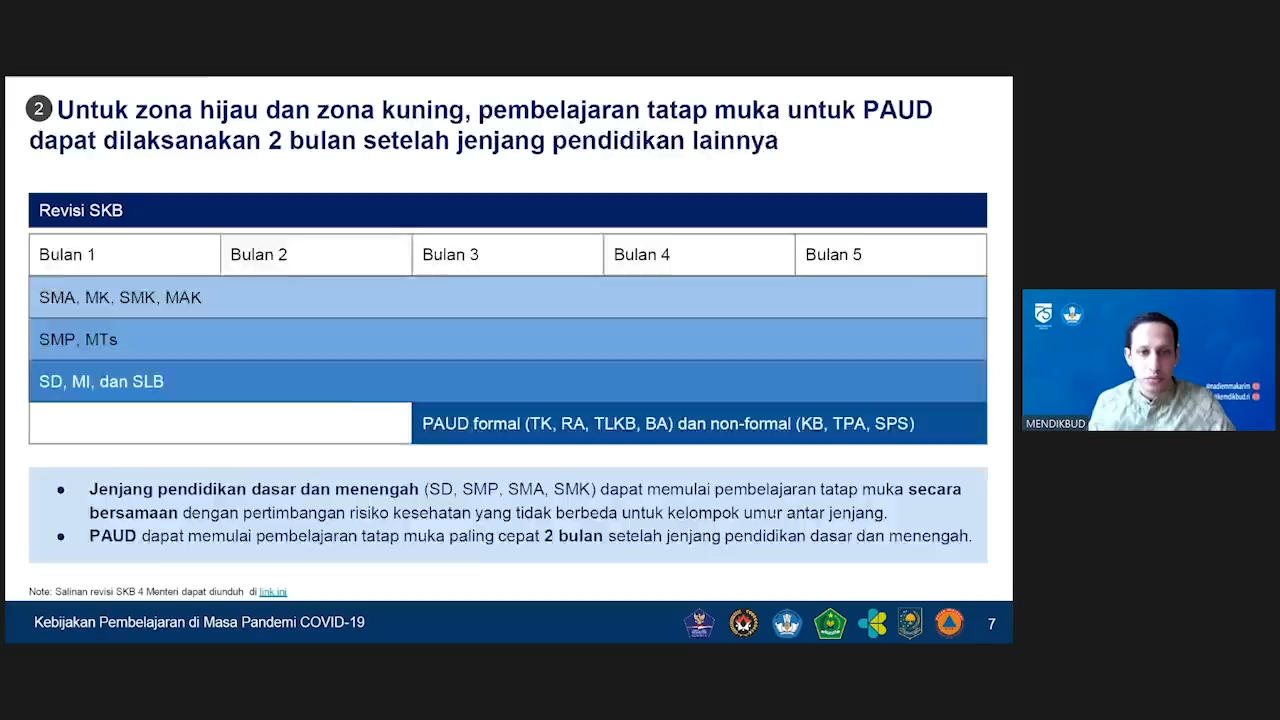 2 Untuk zona hijau dan zona kuning, pembelajaran tatap muka untuk PAUD
dapat dilaksanakan 2 bulan setelah jenjang pendidikan lainnya
Revisi SKB
Bulan 1 Bulan 2 Bulan 3 Bulan 4 Bulan 5
SMA, MK, SMK, MAK
SMP, MTs
SD, MI, dan SLB
PAUD formal (TK, RA, TLKB, BA) dan non-formal (KB, TPA, SPS)
● Jenjang pendidikan dasar dan menengah (SD, SMP, SMA, SMK) dapat memulai pembelajaran tatap muka secara
bersamaan dengan pertimbangan risiko kesehatan yang tidak berbeda untuk kelompok umur antar jenjang.
● PAUD dapat memulai pembelajaran tatap muka paling cepat 2 bulan setelah jenjang pendidikan dasar dan menengah.
Note: Salinan revisi SKB 4 Menteri dapat diunduh di link ini
Kebijakan Pembelajaran di Masa Pandemi COVID-19
7
75
nadiemmakarim
kemdikbud.ri
MENDIKBUD